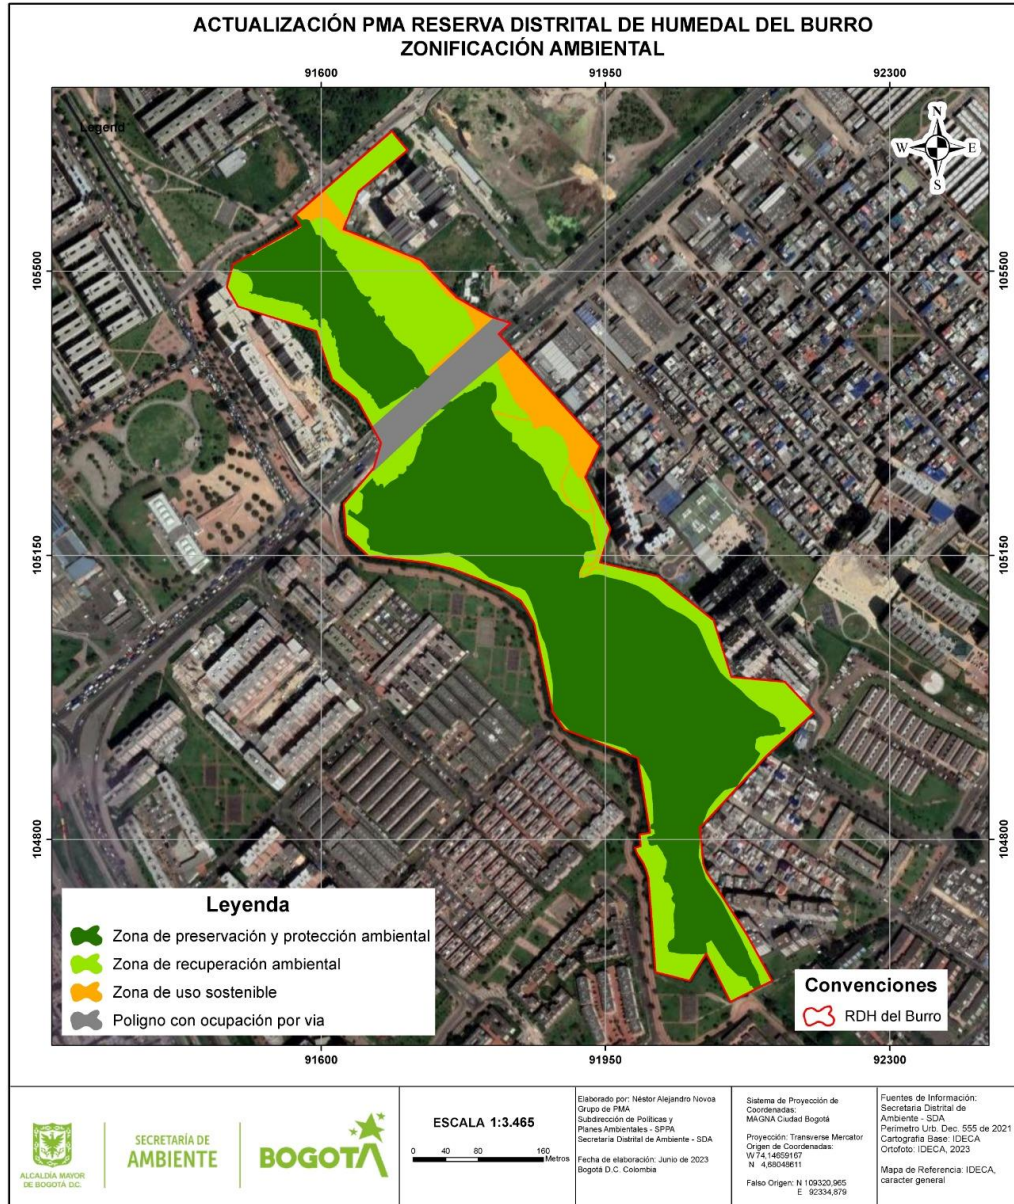 ACTUALIZACIÓN PMA RESERVA DISTRITAL DE HUMEDAL DEL BURRO
ZONIFICACIÓN AMBIENTAL
91600
91950
92300
Legend
N
W
E
S
105500
105500
105150
105150
104800
104800
Leyenda
Zona de preservación y protección ambiental
Zona de recuperación ambiental
Zona de uso sostenible
Poligno con ocupación por via
Convenciones
RDH del Burro
91600
91950
92300
ALCALDÍA MAYOR
DE BOGOTÁ D.C.
SECRETARÍA DE
AMBIENTE
BOGOTÁ
ESCALA 1:3.465
0 40 80 160
Metros
Elaborado por: Néstor Alejandro Novoa
Grupo de PMA
Subdirección de Políticas y
Planes Ambientales - SPPA
Secretaria Distrital de Ambiente - SDA
Fecha de elaboración: Junio de 2023
Bogotá D.C. Colombia
Sistema de Proyección de
Coordenadas:
MAGNA Ciudad Bogotá
Proyección: Transverse Mercator
Origen de Coordenadas:
W 74,14659167
N 4,68048611
Falso Origen: N 109320,965
E 92334,879
Fuentes de Información:
Secretaria Distrital de
Ambiente - SDA
Perimetro Urb. Dec. 555 de 2021
Cartografia Base: IDECA
Ortofoto: IDECA, 2023
Mapa de Referencia: IDECA,
caracter general